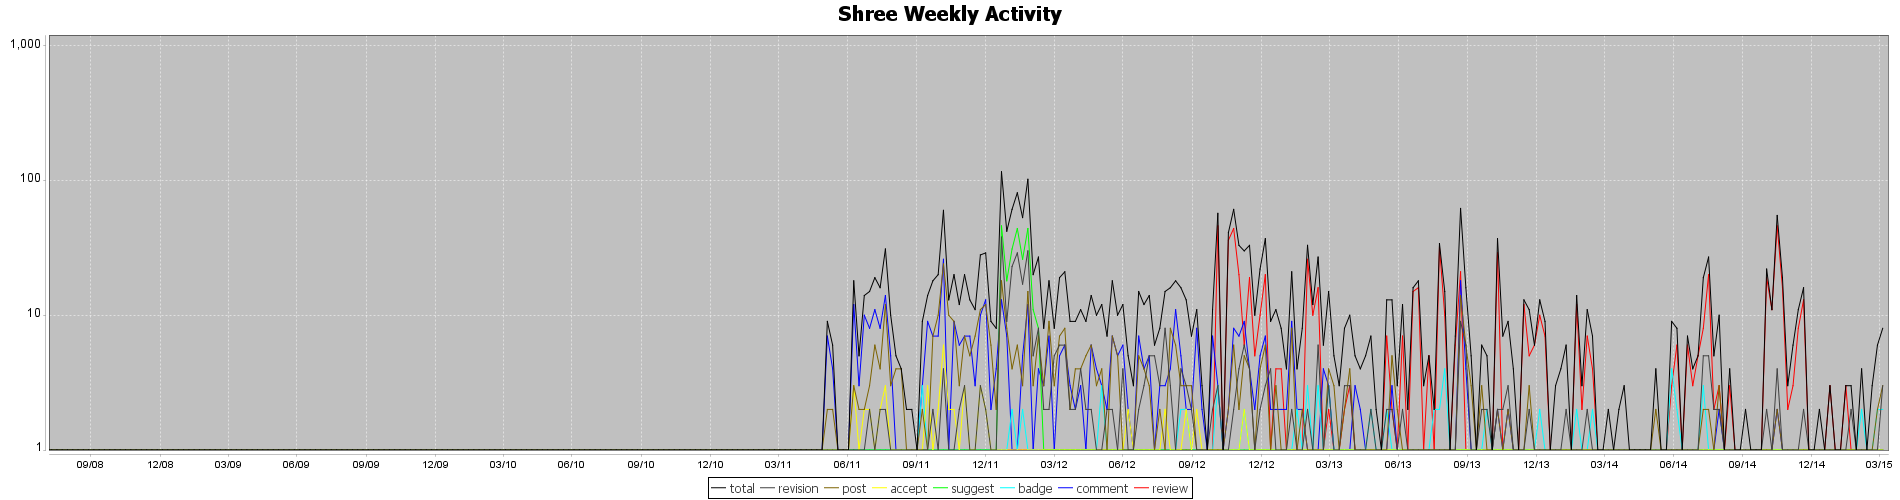 Shree Weekly Activity
1,000
100
10
1
09/08 12/08 03/09 06/09 09/09 12/09 03/10 06/10 09/10 12/10 03/11 06/11 09/11 12/11 03/12 06/12 09/12 12/12 03/13 06/13 09/13 12/13 03/14 06/14 09/14 12/14 03/15
total revision post accept suggest badge comment review